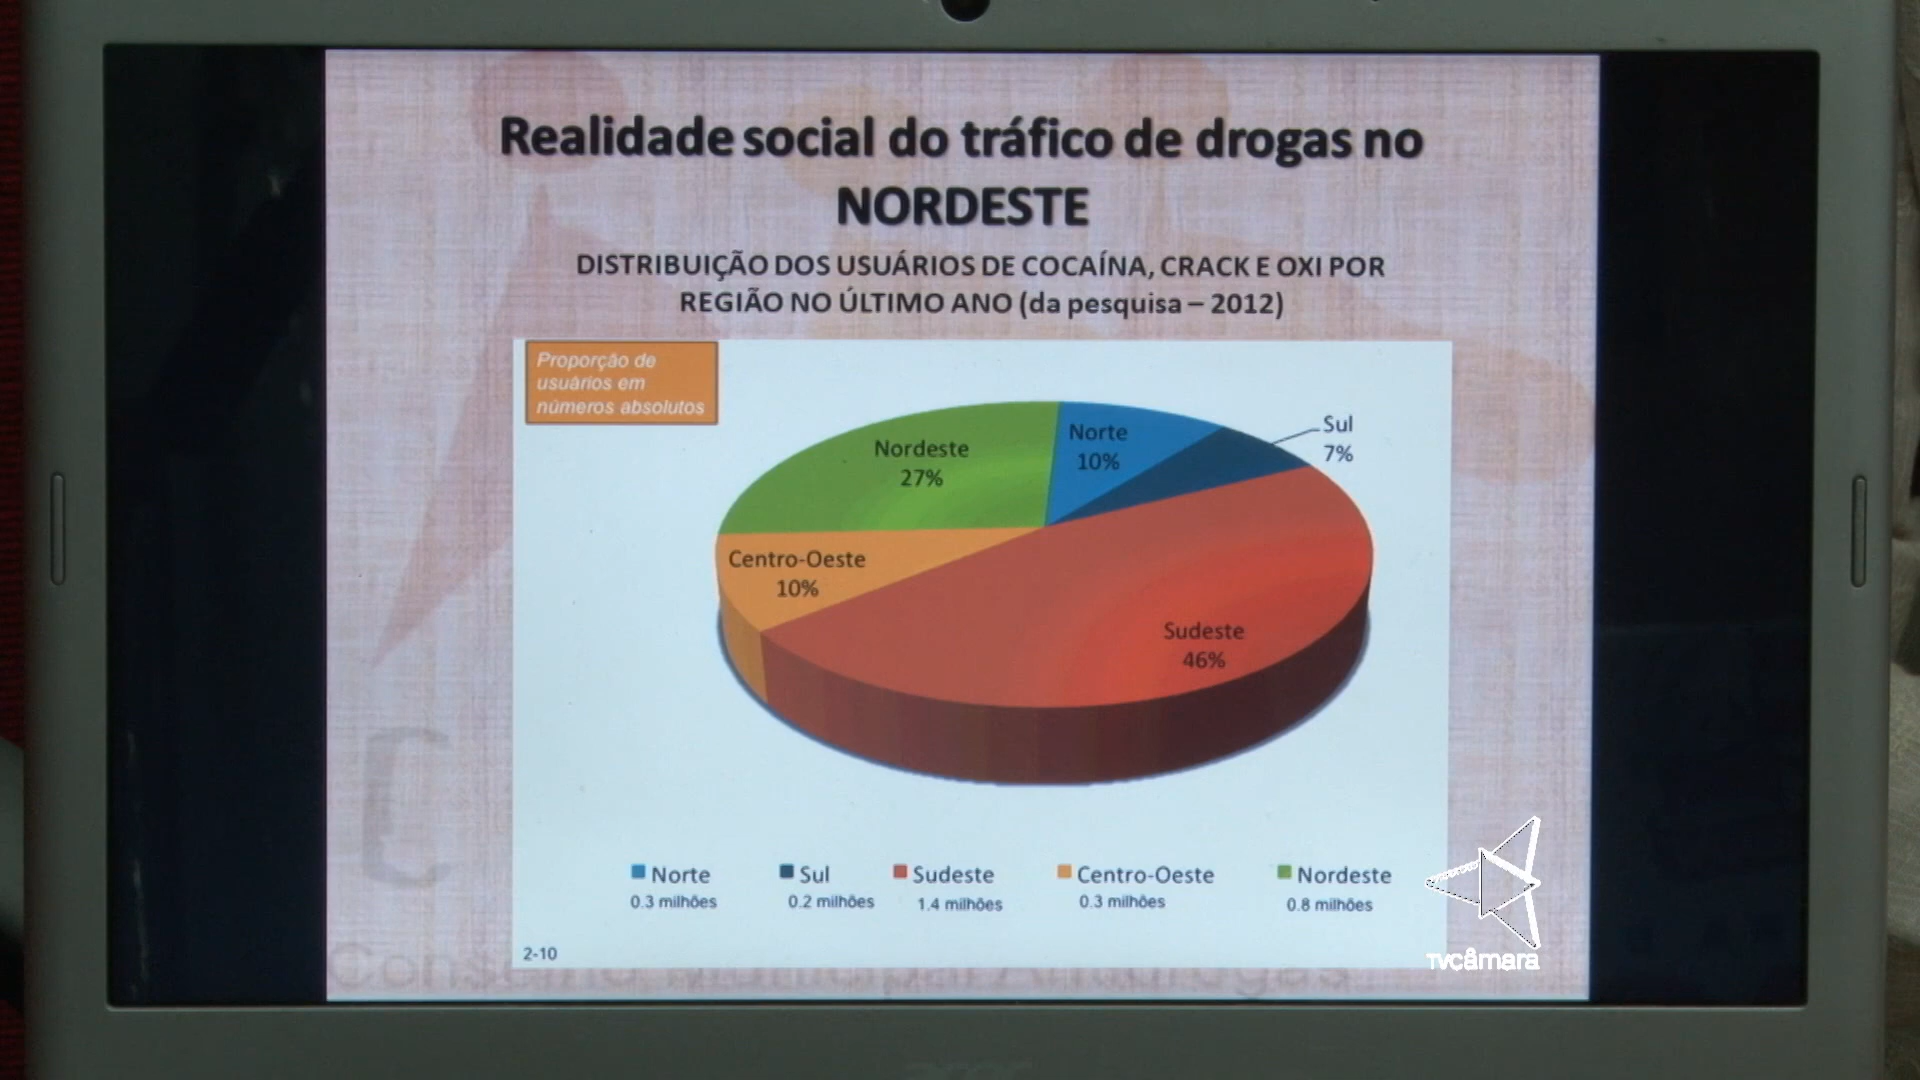 Realidade social do tráfico de drogas no
NORDESTE
DISTRIBUIÇÃO DOS USUÁRIOS DE COCAÍNA, CRACK E OXI POR
REGIÃO NO ÚLTIMO ANO (da pesquisa – 2012)
Proporção de
usuários em
números absolutos
Nordeste
27%
Norte
10%
Sul
7%
Centro-Oeste
10%
Sudeste
46%
Norte Sul Sudeste Centro-Oeste Nordeste
0.3 milhões 0.2 milhões 1.4 milhões 0.3 milhões 0.8 milhões
2-10
TVCâmara